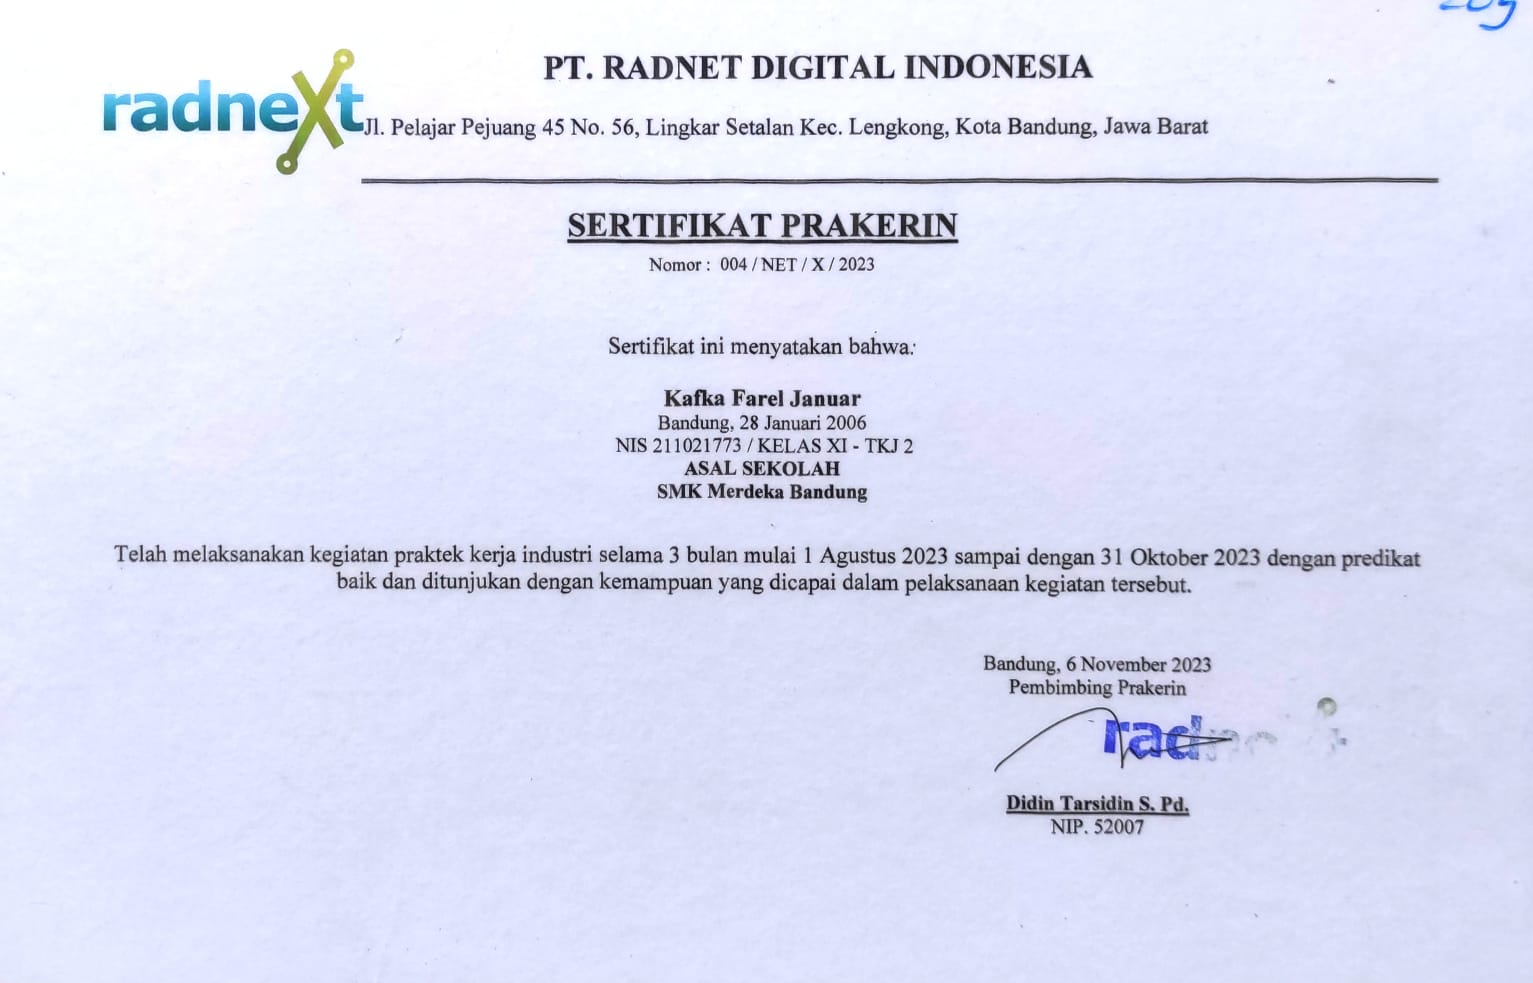 PT. RADNET DIGITAL INDONESIA
radnext
Jl. Pelajar Pejuang 45 No. 56, Lingkar Setalan Kec. Lengkong, Kota Bandung, Jawa Barat
SERTIFIKAT PRAKERIN
Nomor : 004 / NET / X / 2023
Sertifikat ini menyatakan bahwa:
Kafka Farel Januar
Bandung, 28 Januari 2006
NIS 211021773 / KELAS XI - TKJ 2
ASAL SEKOLAH
SMK Merdeka Bandung
Telah melaksanakan kegiatan praktek kerja industri selama 3 bulan mulai 1 Agustus 2023 sampai dengan 31 Oktober 2023 dengan predikat
baik dan ditunjukan dengan kemampuan yang dicapai dalam pelaksanaan kegiatan tersebut.
Bandung, 6 November 2023
Pembimbing Prakerin
Didin Tarsidin S. Pd.
NIP. 52007